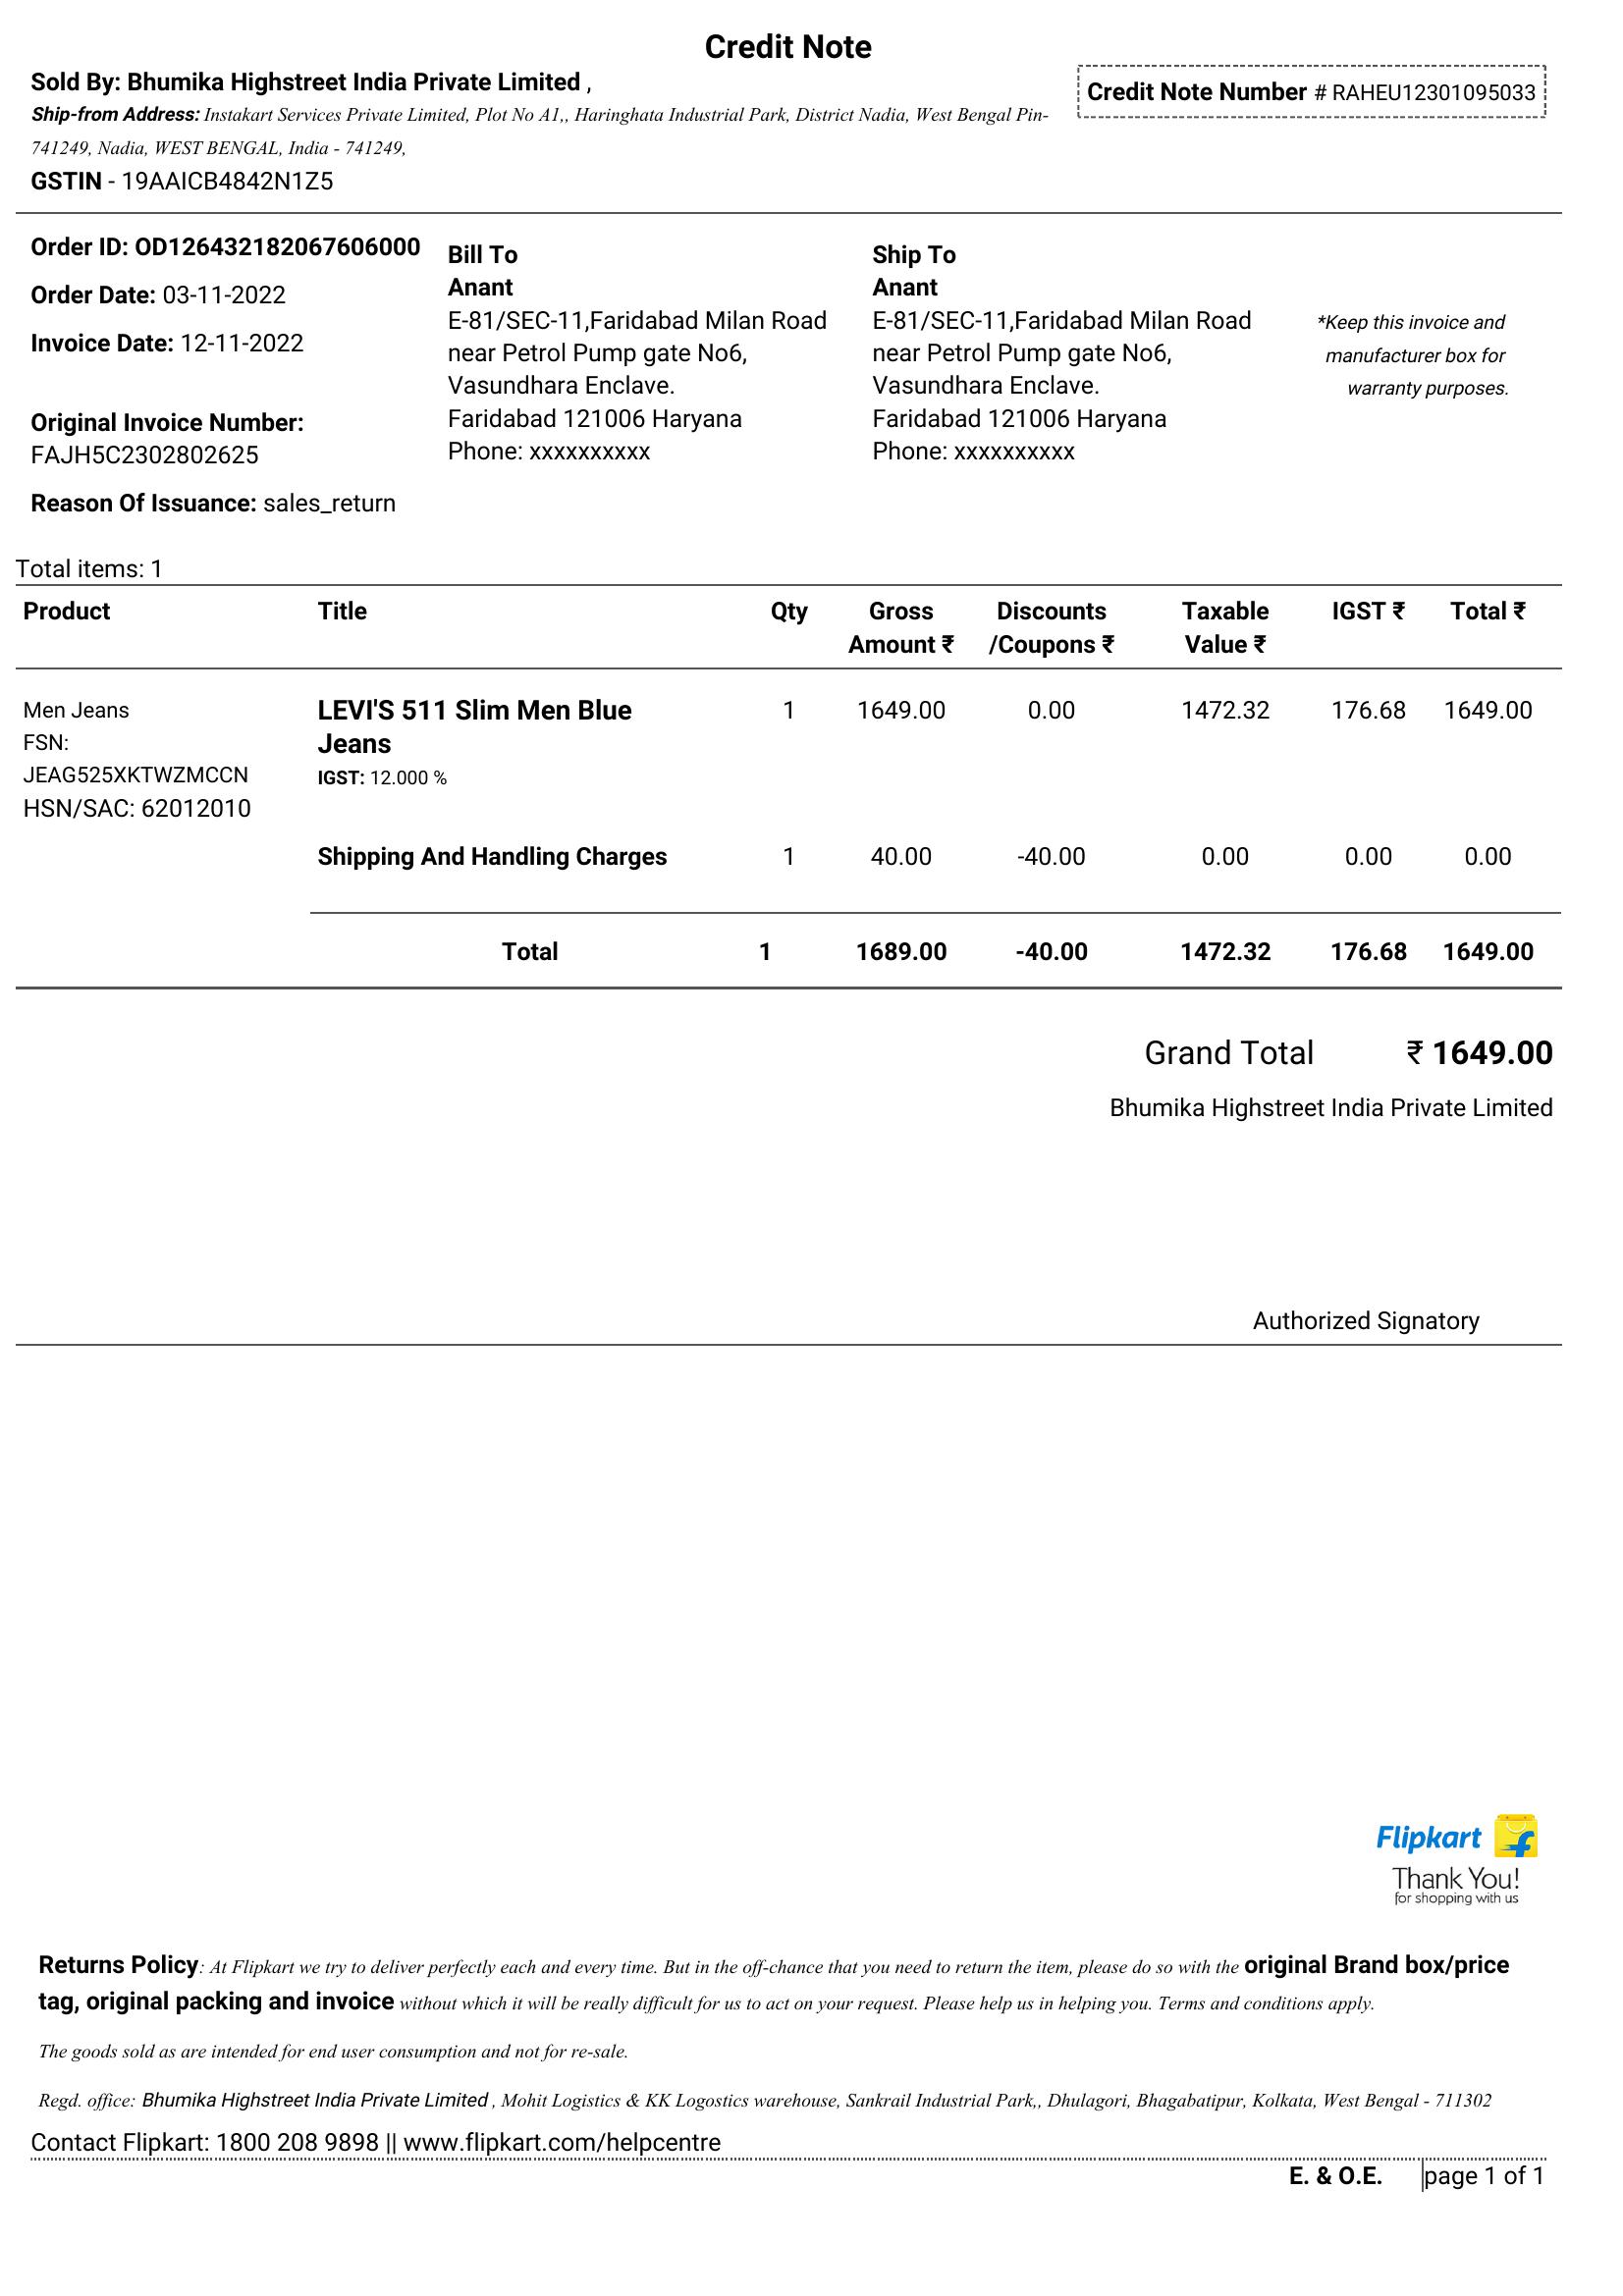 Credit Note
Sold By: Bhumika Highstreet India Private Limited ,
Credit Note Number # RAHEU12301095033
Ship-from Address: Instakart Services Private Limited, Plot No A1,, Haringhata Industrial Park, District Nadia, West Bengal Pin-
741249, Nadia, WEST BENGAL, India - 741249,
GSTIN - 19AAICB4842N1Z5
Order ID: OD126432182067606000
Order Date: 03-11-2022
Invoice Date: 12-11-2022
Original Invoice Number:
FAJH5C2302802625
Reason Of Issuance: sales_return
Bill To
Anant
E-81/SEC-11,Faridabad Milan Road
near Petrol Pump gate No6,
Vasundhara Enclave.
Faridabad 121006 Haryana
Phone: xxxxxxxxxx
Ship To
Anant
E-81/SEC-11,Faridabad Milan Road
near Petrol Pump gate No6,
Vasundhara Enclave.
Faridabad 121006 Haryana
Phone: xxxxxxxxxx
*Keep this invoice and
manufacturer box for
warranty purposes.
Total items: 1
Product Title Qty Gross Amount ₹ Discounts /Coupons ₹ Taxable Value ₹ IGST ₹ Total ₹
Men Jeans
FSN:
JEAG525XKTWZMCCN
HSN/SAC: 62012010
LEVI'S 511 Slim Men Blue
Jeans
IGST: 12.000 %
1 1649.00 0.00 1472.32 176.68 1649.00
Shipping And Handling Charges 1 40.00 -40.00 0.00 0.00 0.00
Total 1 1689.00 -40.00 1472.32 176.68 1649.00
Grand Total ₹ 1649.00
Bhumika Highstreet India Private Limited
Authorized Signatory
Flipkart
Thank You!
for shopping with us
Returns Policy: At Flipkart we try to deliver perfectly each and every time. But in the off-chance that you need to return the item, please do so with the original Brand box/price
tag, original packing and invoice without which it will be really difficult for us to act on your request. Please help us in helping you. Terms and conditions apply.
The goods sold as are intended for end user consumption and not for re-sale.
Regd. office: Bhumika Highstreet India Private Limited , Mohit Logistics & KK Logostics warehouse, Sankrail Industrial Park,, Dhulagori, Bhagabatipur, Kolkata, West Bengal - 711302
Contact Flipkart: 1800 208 9898 || www.flipkart.com/helpcentre
E. & O.E. page 1 of 1